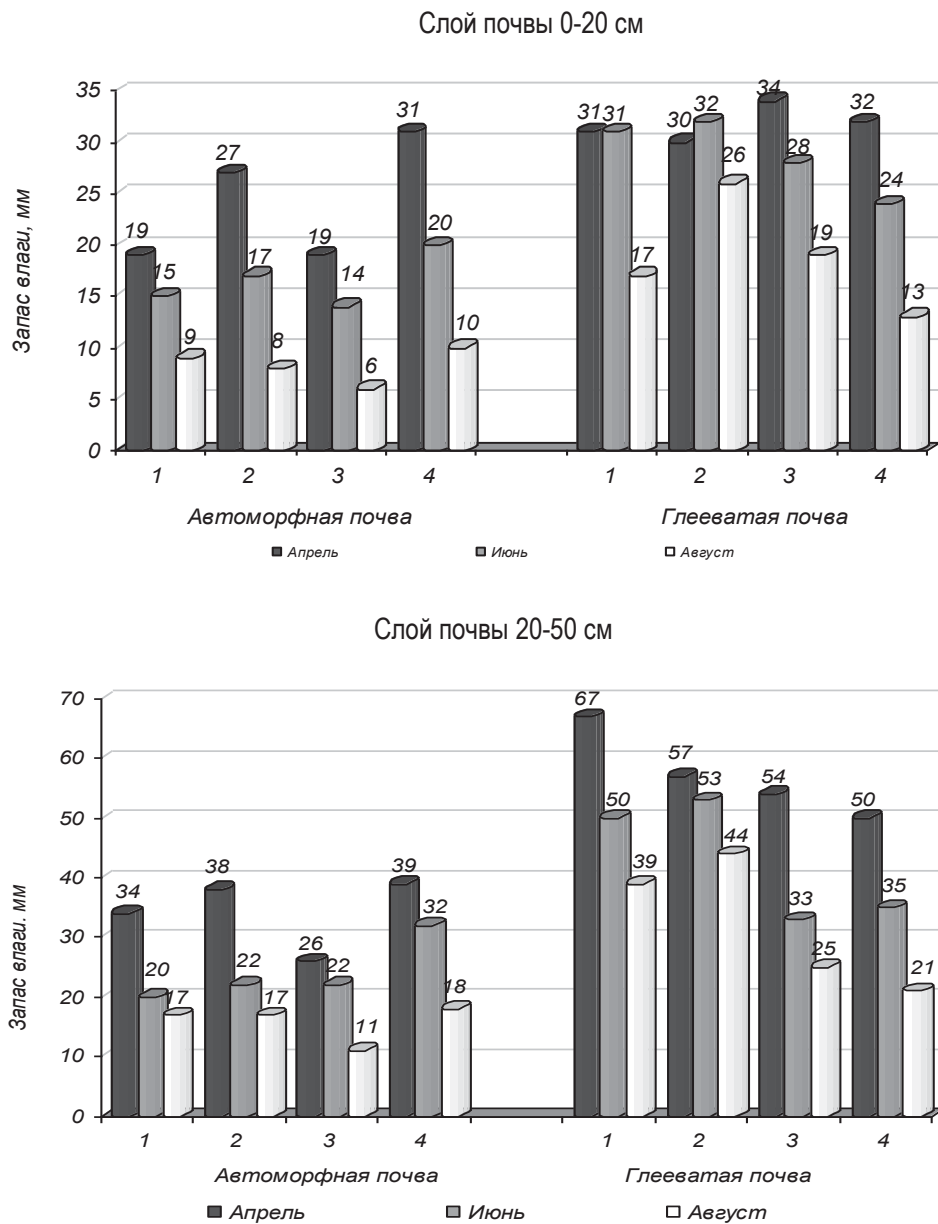 Слой почвы 0-20 см
Запас влаги, мм
35
30
25
20
15
10
5
0
19 15 9 27 17 8 19 14 6 31 20 10 31 31 17 30 32 26 34 28 19 32 24 13
1 2 3 4 1 2 3 4
Автоморфная почва Глееватая почва
Апрель Июнь Август
Слой почвы 20-50 см
Запас влаги. мм
70
60
50
40
30
20
10
0
34 20 17 38 22 17 26 22 11 39 32 18 67 50 39 57 53 44 54 33 25 50 35 21
1 2 3 4 1 2 3 4
Автоморфная почва Глееватая почва
Апрель Июнь Август